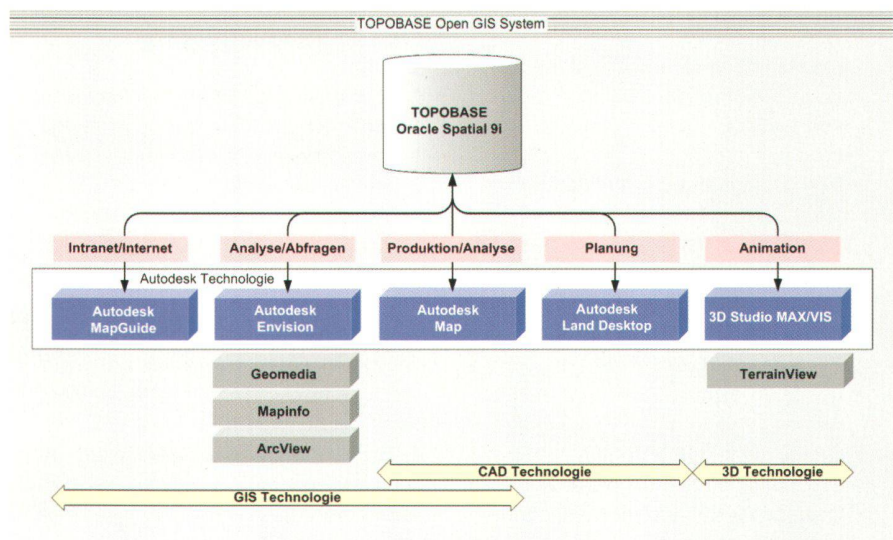 TOPOBASE Open GIS System
TOPOBASE
Oracle Spatial 9i
Intranet/Internet
Analyse/Abfragen
Produktion/Analyse
Planung
Animation
Autodesk Technologie
Autodesk
MapGuide
Autodesk
Envision
Autodesk
Map
Autodesk
Land Desktop
3D Studio MAX/VIS
Geomedia
TerrainView
Mapinfo
ArcView
CAD Technologie
3D Technologie
GIS Technologie